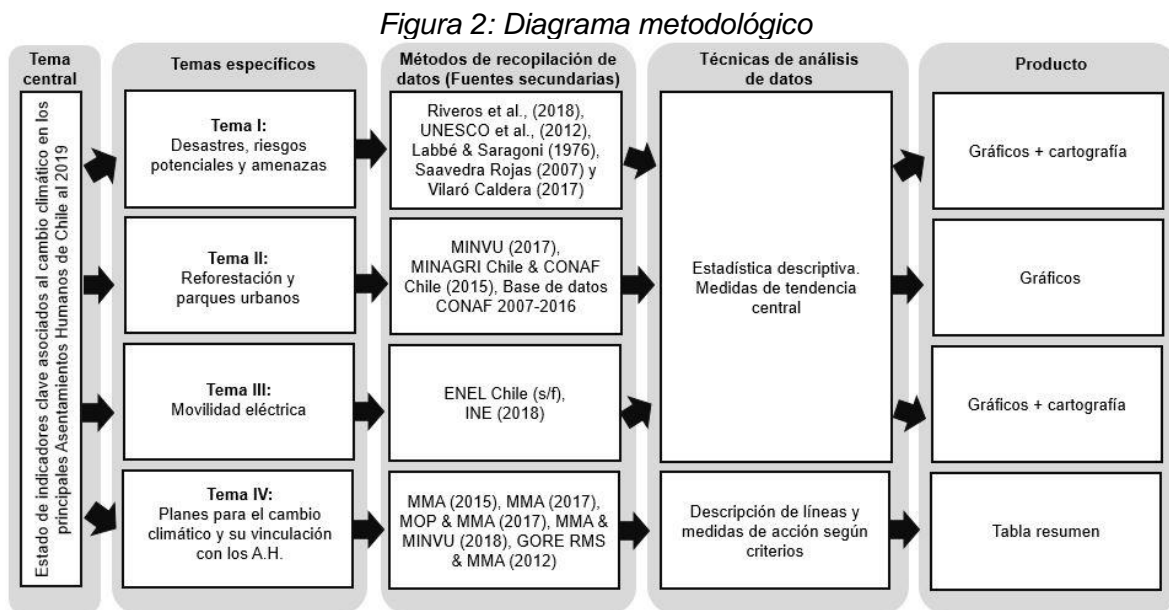 Figura 2: Diagrama metodológico
Tema
central
Estado de indicadores clave asociados al cambio climático en los
principales Asentamientos Humanos de Chile al 2019
Temas específicos
Tema I:
Desastres, riesgos
potenciales y amenazas
Tema II:
Reforestación y
parques urbanos
Tema III:
Movilidad eléctrica
Tema IV:
Planes para el cambio
climático y su vinculación
con los A.H.
Métodos de recopilación de
datos (Fuentes secundarias)
Riveros et al., (2018),
UNESCO et al., (2012),
Labbé & Saragoni (1976),
Saavedra Rojas (2007) y
Vilaró Caldera (2017)
MINVU (2017),
MINAGRI Chile & CONAF
Chile (2015), Base de datos
CONAF 2007-2016
ENEL Chile (s/f),
INE (2018)
MMA (2015), MMA (2017),
MOP & MMA (2017), MMA &
MINVU (2018), GORE RMS
& MMA (2012)
Técnicas de análisis
de datos
Estadística descriptiva.
Medidas de tendencia
central
Descripción de líneas y
medidas de acción según
criterios
Producto
Gráficos + cartografía
Gráficos
Gráficos + cartografía
Tabla resumen